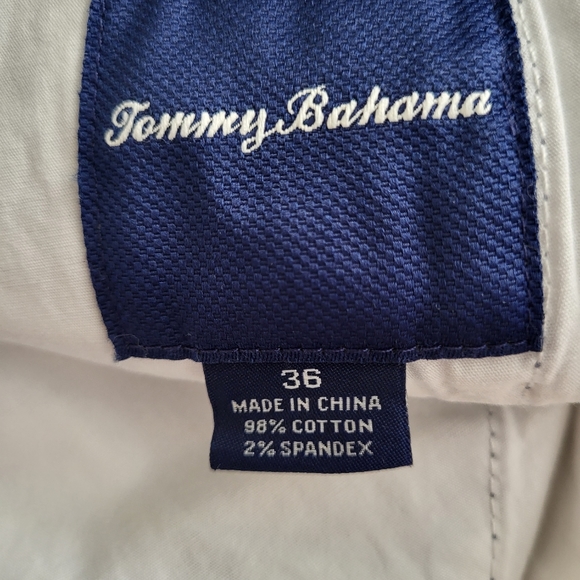 Tommy Bahama
36
MADE IN CHINA
98% COTTON
2% SPANDEX